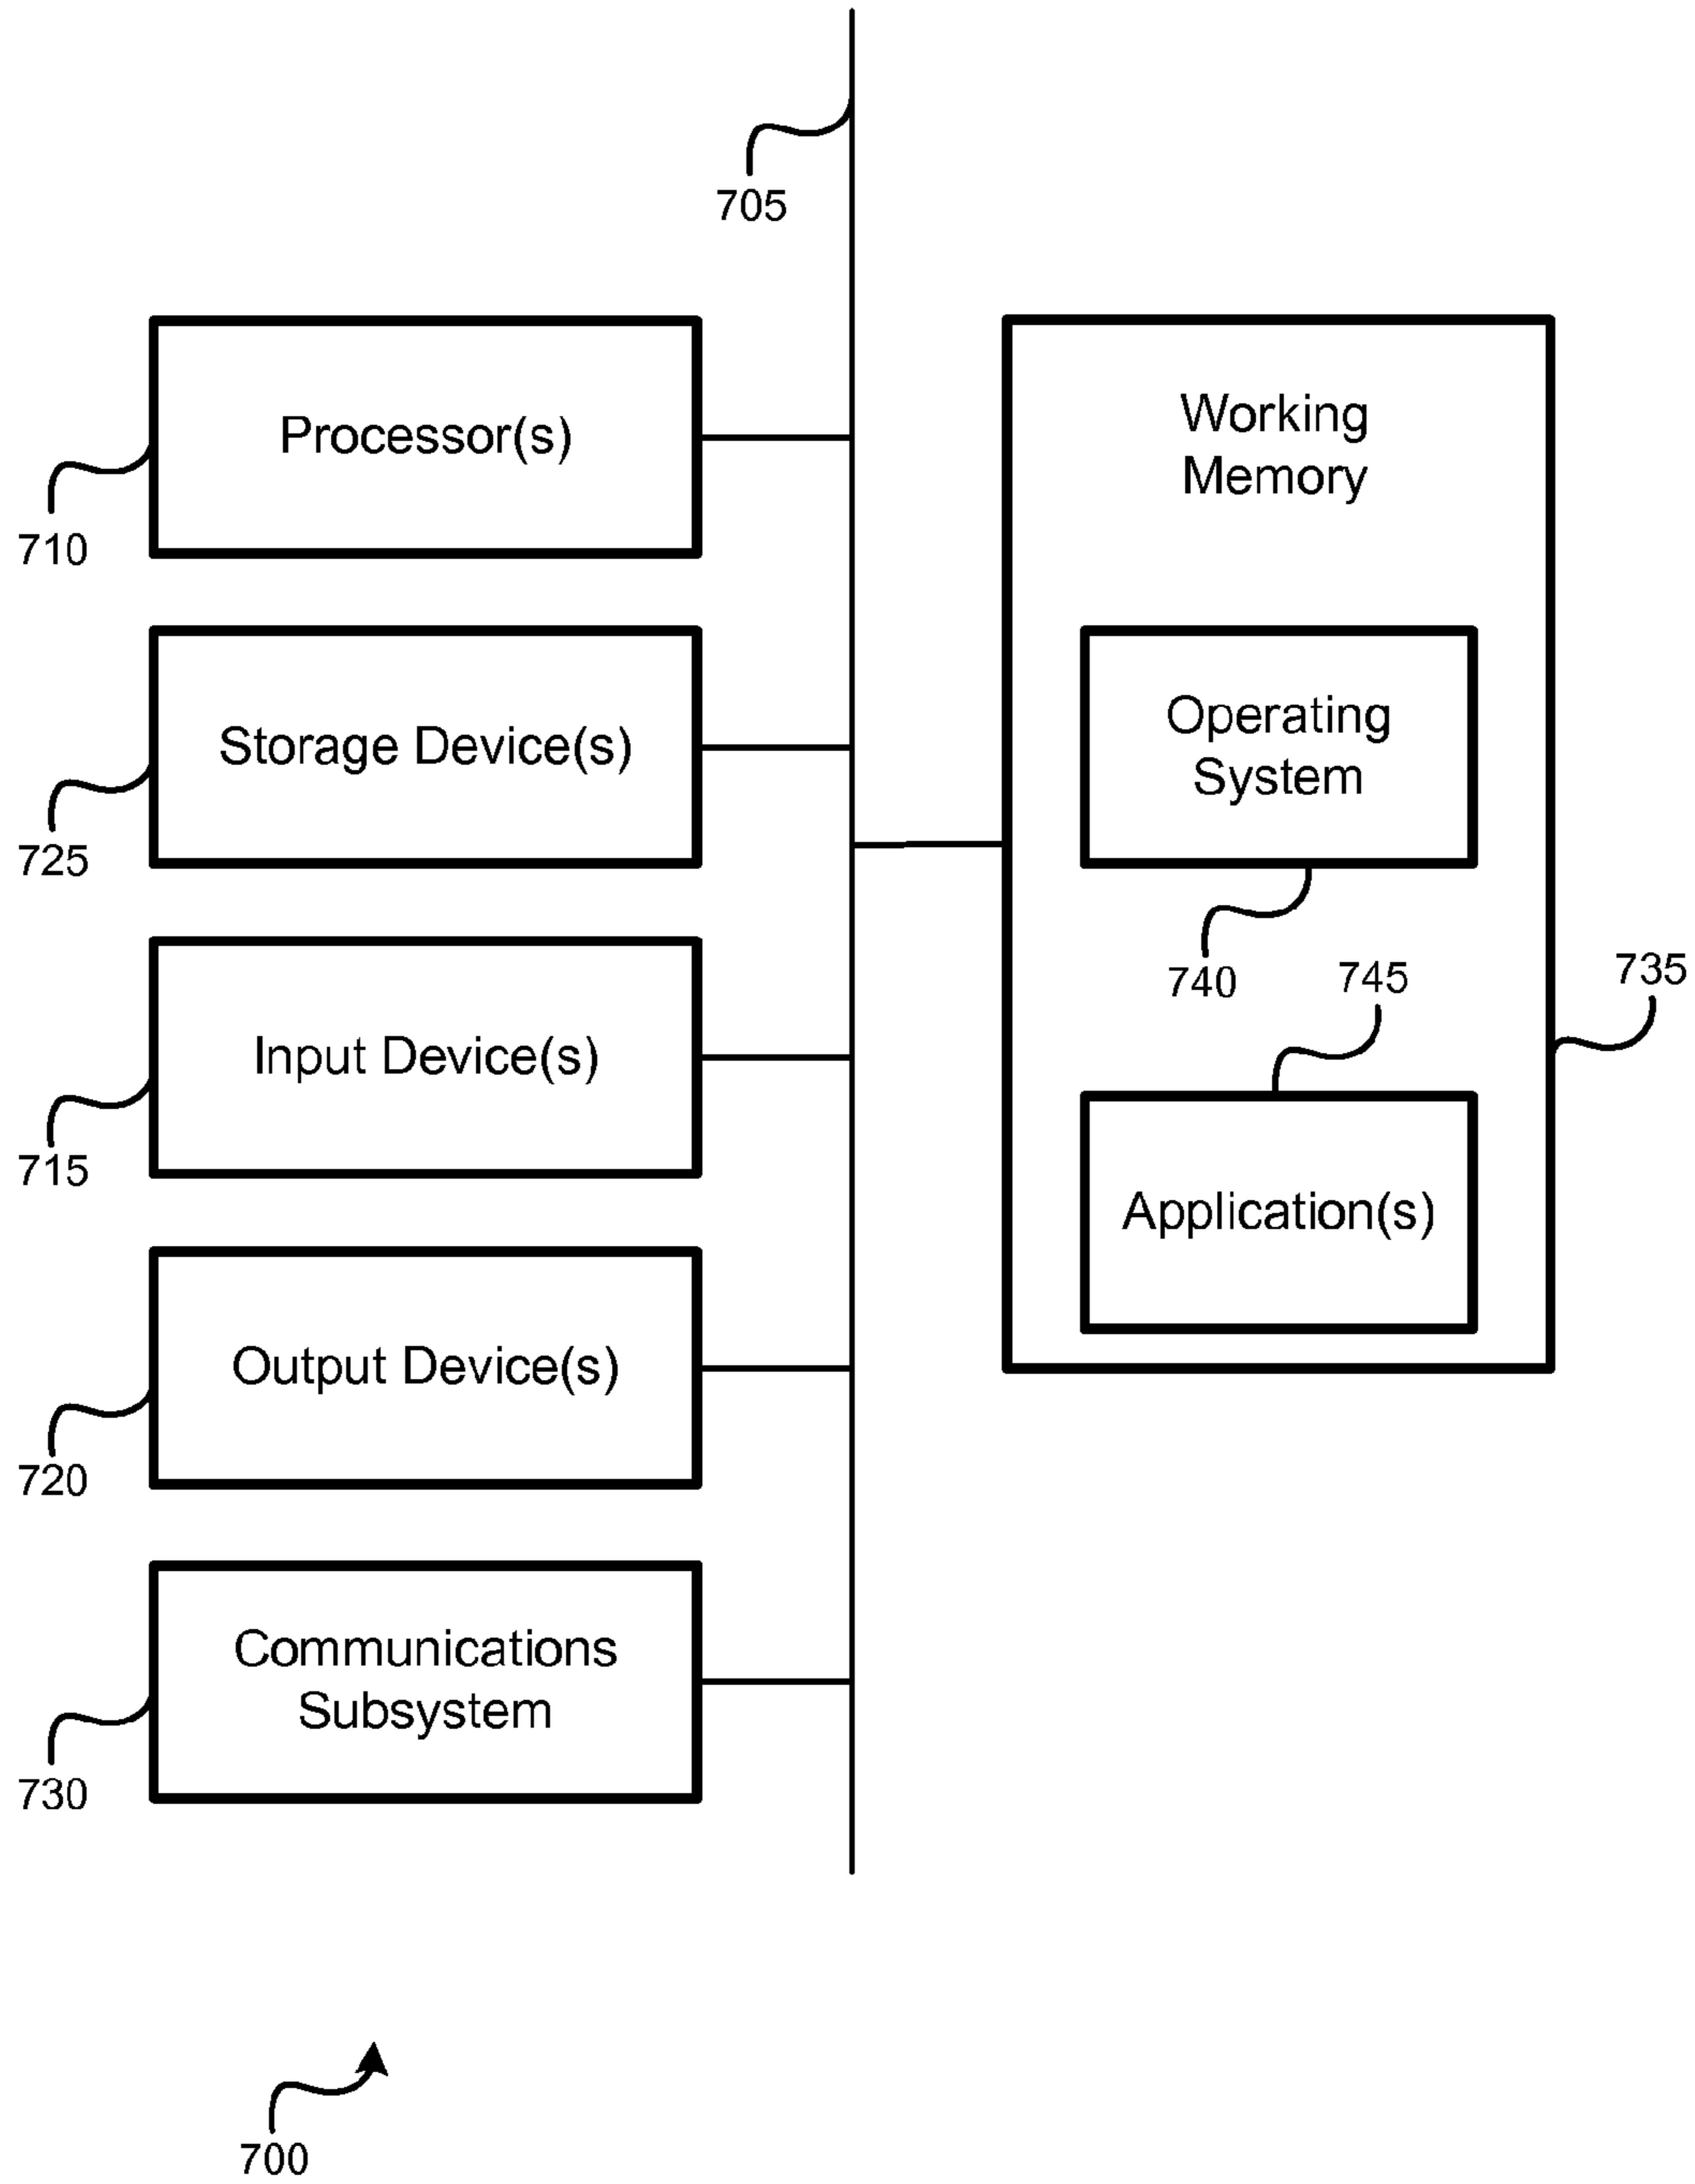 705
Processor(s)
710
Storage Device(s)
725
Input Device(s)
715
Output Device(s)
720
Communications
Subsystem
730
Working
Memory
Operating
System
740
745
735
Application(s)
700